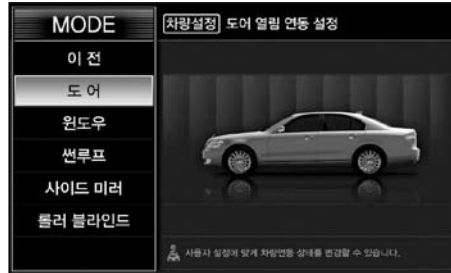 MODE
이 전
도 어
윈도우
썬루프
사이드 미러
롤러 블라인드
차량설정 도어 열림 연동 설정
사용자 설정에 맞게 차량연동 상태를 변경할 수 있습니다.